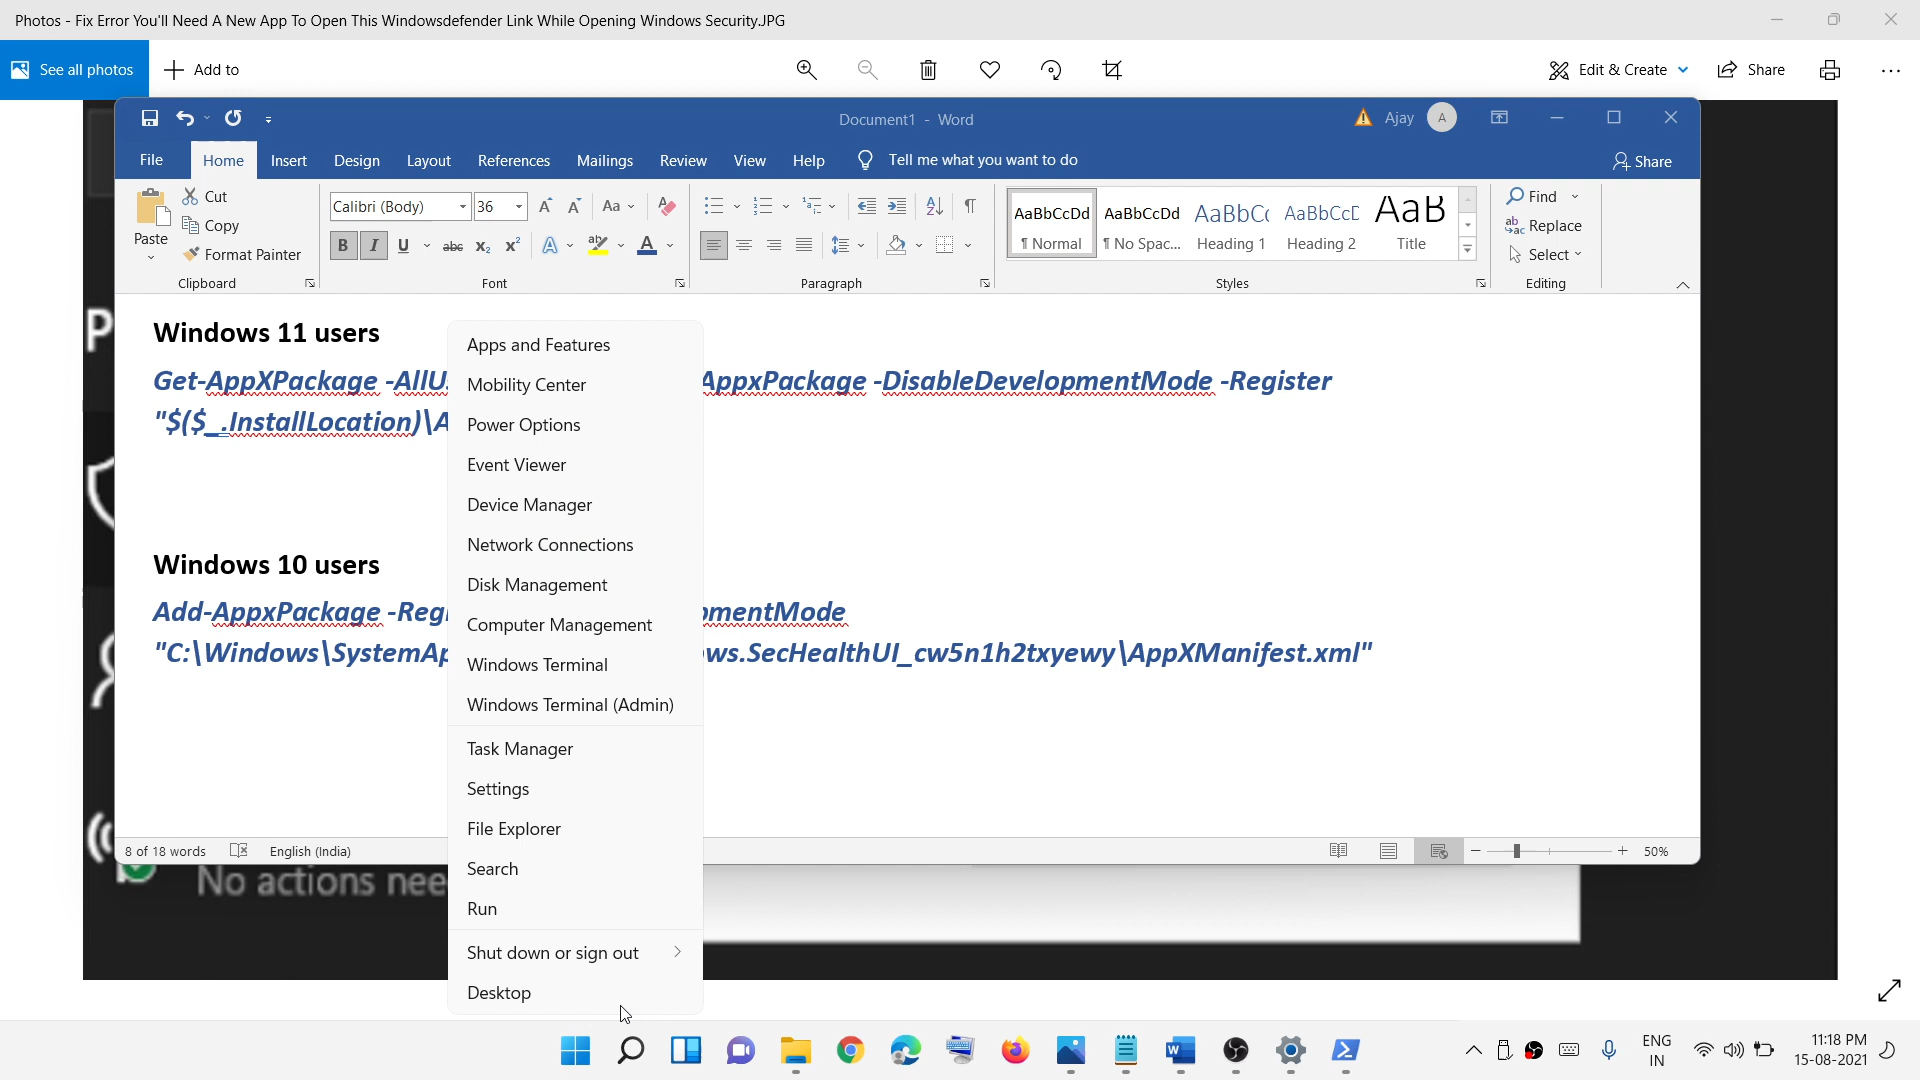 Photos - Fix Error You'll Need A New App To Open This Windowsdefender Link While Opening Windows Security.JPG
See all photos
Add to
Edit & Create
Share
Document1 - Word
Ajay
A
File
Home
Insert
Design
Layout
References
Mailings
Review
View
Help
Tell me what you want to do
Share
Paste
Cut
Copy
Format Painter
Clipboard
Calibri (Body)
36
Aa
B I U abc x₂ x² A A
Font
Paragraph
AaBbCcDd
¶ Normal
AaBbCcDd
¶ No Spac...
AaBbC
Heading 1
AaBbCc
Heading 2
AaB
Title
Styles
Find
Replace
Select
Editing
Windows 11 users
Get-AppXPackage -AllU AppxPackage -DisableDevelopmentMode -Register
"$($_.InstallLocation)\A
Windows 10 users
Add-AppxPackage -Reg pmentMode
"C:\Windows\SystemAp ws.SecHealthUI_cw5n1h2txyewy\AppXManifest.xml"
Apps and Features
Mobility Center
Power Options
Event Viewer
Device Manager
Network Connections
Disk Management
Computer Management
Windows Terminal
Windows Terminal (Admin)
Task Manager
Settings
File Explorer
Search
Run
Shut down or sign out
Desktop
8 of 18 words
English (India)
50%
P
No actions nee
ENG
IN
11:18 PM
15-08-2021